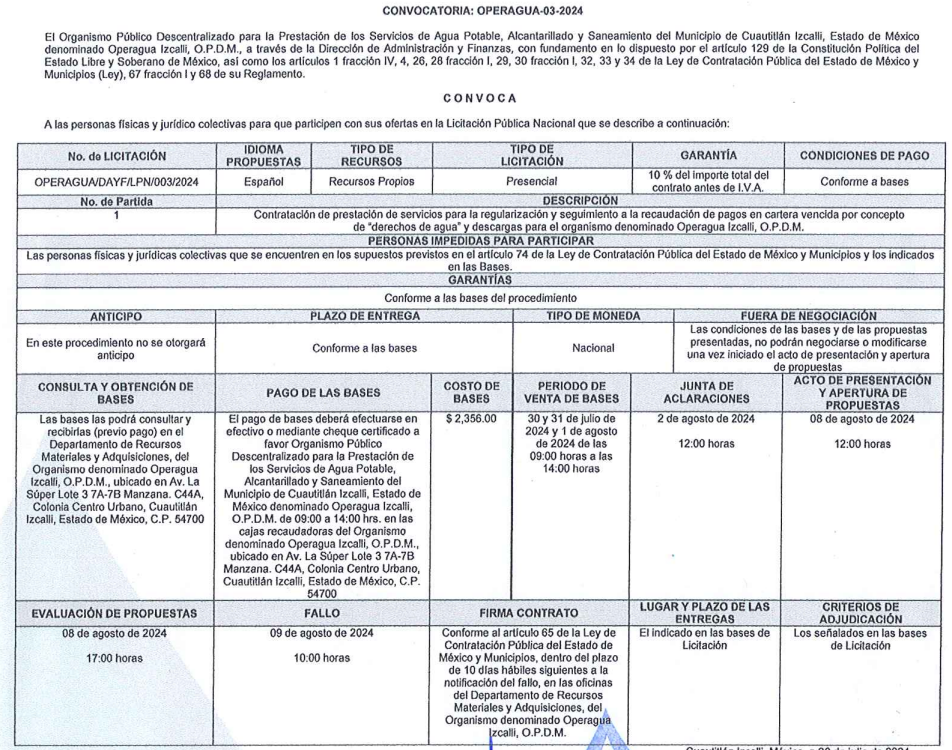 CONVOCATORIA: OPERAGUA-03-2024
El Organismo Público Descentralizado para la Prestación de los Servicios de Agua Potable, Alcantarillado y Saneamiento del Municipio de Cuautitlán Izcalli, Estado de México
denominado Operagua Izcalli, O.P.D.M., a través de la Dirección de Administración y Finanzas, con fundamento en lo dispuesto por el artículo 129 de la Constitución Política del
Estado Libre y Soberano de México, así como los artículos 1 fracción IV, 4, 26, 28 fracción I, 29, 30 fracción I, 32, 33 y 34 de la Ley de Contratación Pública del Estado de México y
Municipios (Ley), 67 fracción I y 68 de su Reglamento.
CONVOCA
A las personas físicas y jurídico colectivas para que participen con sus ofertas en la Licitación Pública Nacional que se describe a continuación:
No. de LICITACIÓN
IDIOMA
PROPUESTAS
TIPO DE
RECURSOS
TIPO DE
LICITACIÓN
GARANTÍA
CONDICIONES DE PAGO
OPERAGUA/DAYF/LPN/003/2024
Español
Recursos Propios
Presencial
10 % del importe total del
contrato antes de I.V.A.
Conforme a bases
No. de Partida
DESCRIPCIÓN
1
Contratación de prestación de servicios para la regularización y seguimiento a la recaudación de pagos en cartera vencida por concepto
de "derechos de agua" y descargas para el organismo denominado Operagua Izcalli, O.P.D.M.
PERSONAS IMPEDIDAS PARA PARTICIPAR
Las personas físicas y jurídicas colectivas que se encuentren en los supuestos previstos en el artículo 74 de la Ley de Contratación Pública del Estado de México y Municipios y los indicados
en las Bases.
GARANTÍAS
Conforme a las bases del procedimiento
ANTICIPO
PLAZO DE ENTREGA
TIPO DE MONEDA
FUERA DE NEGOCIACIÓN
En este procedimiento no se otorgará
anticipo
Conforme a las bases
Nacional
Las condiciones de las bases y de las propuestas
presentadas, no podrán negociarse o modificarse
una vez iniciado el acto de presentación y apertura
de propuestas
CONSULTA Y OBTENCIÓN DE
BASES
PAGO DE LAS BASES
COSTO DE
BASES
PERIODO DE
VENTA DE BASES
JUNTA DE
ACLARACIONES
ACTO DE PRESENTACIÓN
Y APERTURA DE
PROPUESTAS
Las bases las podrá consultar y
recibirlas (previo pago) en el
Departamento de Recursos
Materiales y Adquisiciones, del
Organismo denominado Operagua
Izcalli, O.P.D.M., ubicado en Av. La
Súper Lote 3 7A-7B Manzana. C44A,
Colonia Centro Urbano, Cuautitlán
Izcalli, Estado de México, C.P. 54700
El pago de bases deberá efectuarse en
efectivo o mediante cheque certificado a
favor Organismo Público
Descentralizado para la Prestación de
los Servicios de Agua Potable,
Alcantarillado y Saneamiento del
Municipio de Cuautitlán Izcalli, Estado de
México denominado Operagua Izcalli,
O.P.D.M. de 09:00 a 14:00 hrs. en las
cajas recaudadoras del Organismo
denominado Operagua Izcalli, O.P.D.M.,
ubicado en Av. La Súper Lote 3 7A-7B
Manzana. C44A, Colonia Centro Urbano,
Cuautitlán Izcalli, Estado de México, C.P.
54700
$ 2,356.00
30 y 31 de julio de
2024 y 1 de agosto
de 2024 de las
09:00 horas a las
14:00 horas
2 de agosto de 2024
12:00 horas
08 de agosto de 2024
12:00 horas
EVALUACIÓN DE PROPUESTAS
FALLO
FIRMA CONTRATO
LUGAR Y PLAZO DE LAS
ENTREGAS
CRITERIOS DE
ADJUDICACIÓN
08 de agosto de 2024
17:00 horas
09 de agosto de 2024
10:00 horas
Conforme al artículo 65 de la Ley de
Contratación Pública del Estado de
México y Municipios, dentro del plazo
de 10 días hábiles siguientes a la
notificación del fallo, en las oficinas
del Departamento de Recursos
Materiales y Adquisiciones, del
Organismo denominado Operagua
Izcalli, O.P.D.M.
El indicado en las bases de
Licitación
Los señalados en las bases
de Licitación